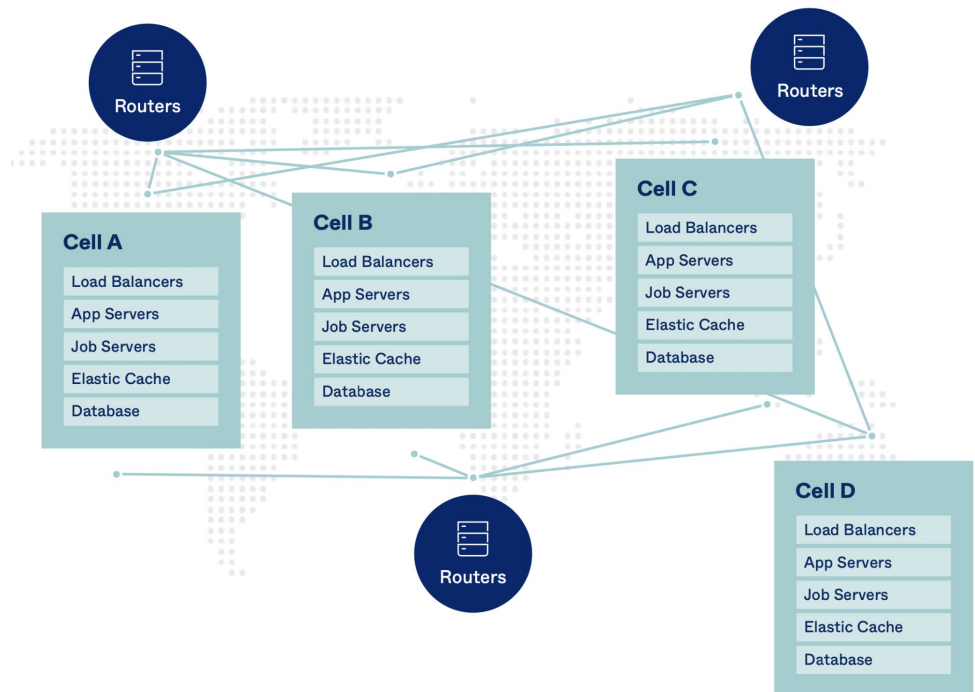 Routers
Routers
Cell A
Load Balancers
App Servers
Job Servers
Elastic Cache
Database
Cell B
Load Balancers
App Servers
Job Servers
Elastic Cache
Database
Cell C
Load Balancers
App Servers
Job Servers
Elastic Cache
Database
Routers
Cell D
Load Balancers
App Servers
Job Servers
Elastic Cache
Database